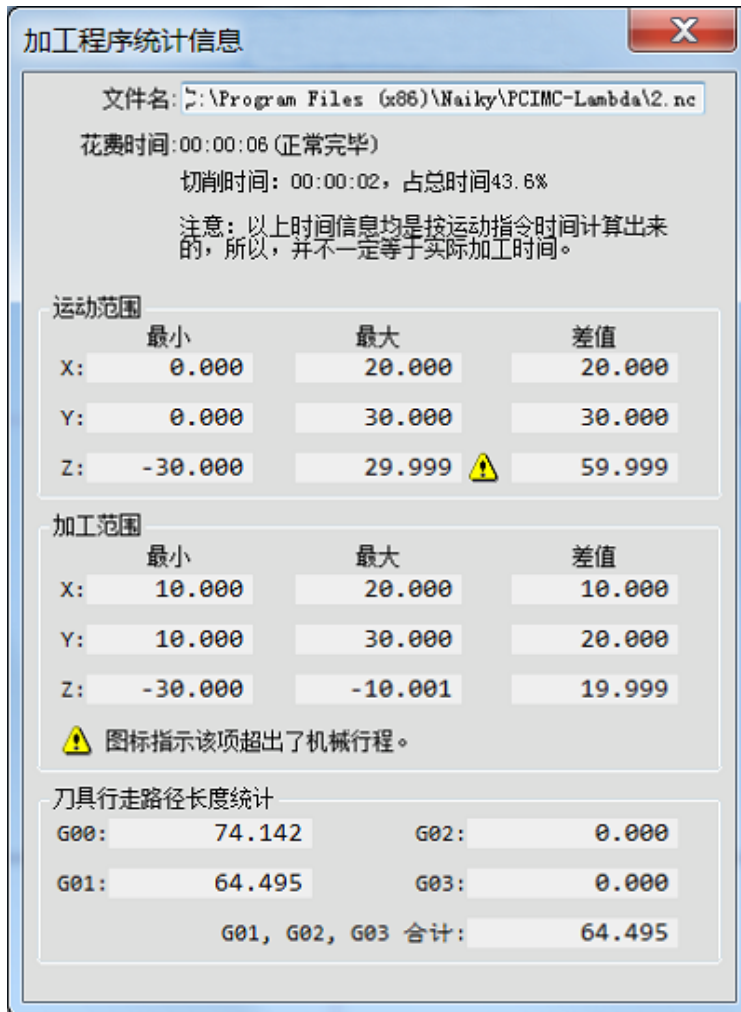 加工程序统计信息
文件名: C:\Program Files (x86)\Naiky\PCIMC-Lambda\2.nc
花费时间:00:00:06(正常完毕)
切削时间: 00:00:02, 占总时间43.6%
注意: 以上时间信息均是按运动指令时间计算出来
的, 所以, 并不一定等于实际加工时间。
运动范围
最小 最大 差值
X: 0.000 20.000 20.000
Y: 0.000 30.000 30.000
Z: -30.000 29.999 59.999
加工范围
最小 最大 差值
X: 10.000 20.000 10.000
Y: 10.000 30.000 20.000
Z: -30.000 -10.001 19.999
图标指示该项超出了机械行程。
刀具行走路径长度统计
G00: 74.142 G02: 0.000
G01: 64.495 G03: 0.000
G01, G02, G03 合计: 64.495